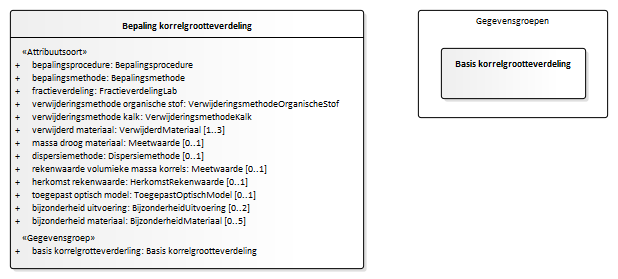 Bepaling korrelgrootteverdeling
«Attribuutsoort»
+ bepalingsprocedure: Bepalingsprocedure
+ bepalingsmethode: Bepalingsmethode
+ fractieverdeling: FractieverdelingLab
+ verwijderingsmethode organische stof: VerwijderingsmethodeOrganischeStof
+ verwijderingsmethode kalk: VerwijderingsmethodeKalk
+ verwijderd materiaal: VerwijderdMateriaal [1..3]
+ massa droog materiaal: Meetwaarde [0..1]
+ dispersiemethode: Dispersiemethode [0..1]
+ rekenwaarde volumieke massa korrels: Meetwaarde [0..1]
+ herkomst rekenwaarde: HerkomstRekenwaarde [0..1]
+ toegepast optisch model: ToegepastOptischModel [0..1]
+ bijzonderheid uitvoering: BijzonderheidUitvoering [0..2]
+ bijzonderheid materiaal: BijzonderheidMateriaal [0..5]
«Gegevensgroep»
+ basis korrelgrotteverderling: Basis korrelgrootteverdeling
Gegevensgroepen
Basis korrelgrootteverdeling